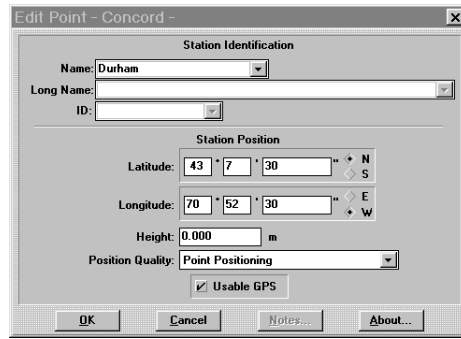 Edit Point - Concord -
Station Identification
Name: Durham
Long Name:
ID:
Station Position
Latitude: 43 ° 7 ' 30 " N
S
Longitude: 70 ° 52 ' 30 " E
W
Height: 0.000 m
Position Quality: Point Positioning
Usable GPS
OK Cancel Notes... About...